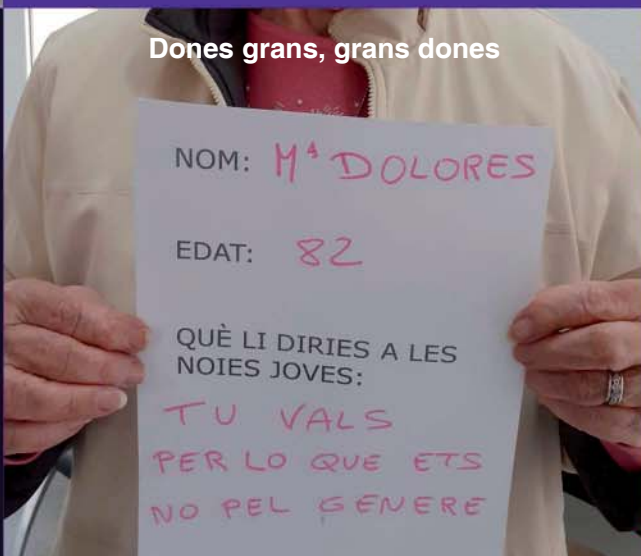 Dones grans, grans dones
NOM: Mª DOLORES
EDAT: 82
QUÈ LI DIRIES A LES
NOIES JOVES:
TU VALS
PER LO QUE ETS
NO PEL GENERE